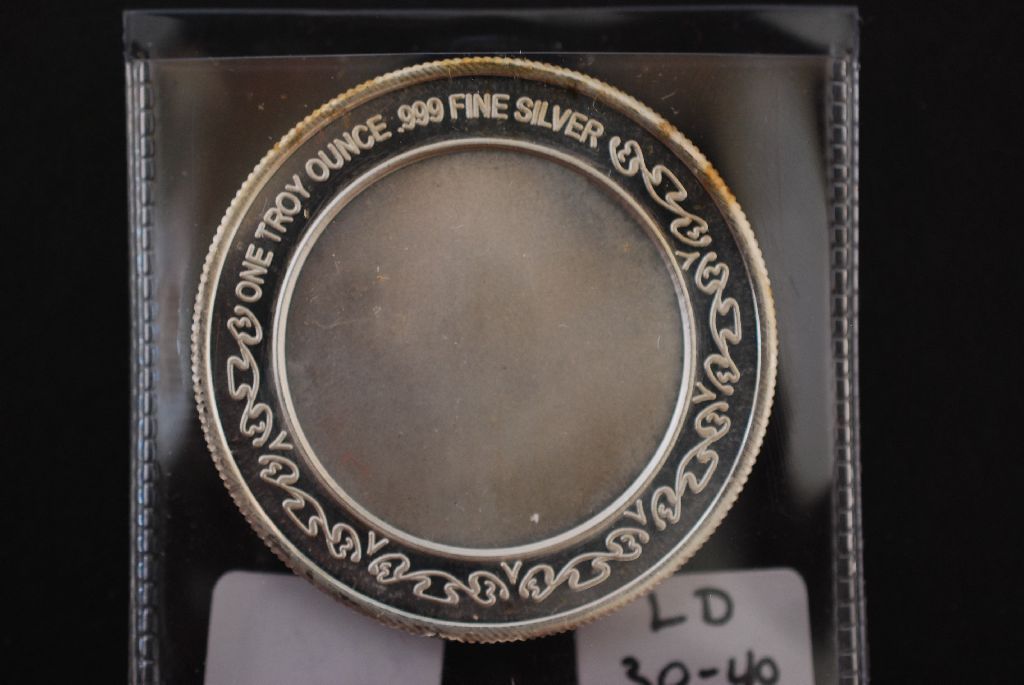 ONE TROY OUNCE .999 FINE SILVER
LD
30-40